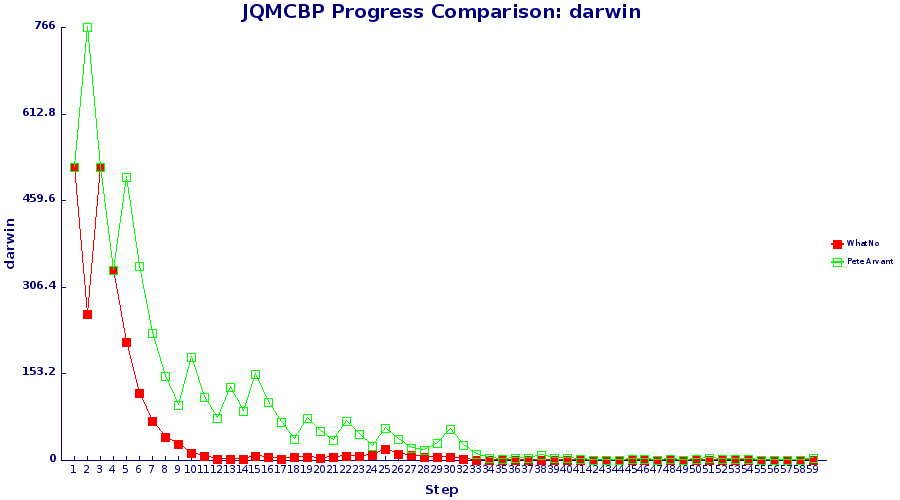 JQMCBP Progress Comparison: darwin
766
612.8
459.6
306.4
153.2
0
darwin
1 2 3 4 5 6 7 8 9 10 11 12 13 14 15 16 17 18 19 20 21 22 23 24 25 26 27 28 29 30 32 33 34 35 36 37 38 39 40 41 42 43 44 45 46 47 48 49 50 51 52 53 54 55 56 57 58 59
Step
WhatNo
Pete Arvant